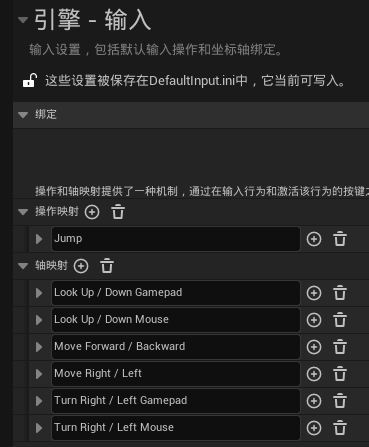 引擎 - 输入
输入设置，包括默认输入操作和坐标轴绑定。
这些设置被保存在DefaultInput.ini中，它当前可写入。
绑定
操作和轴映射提供了一种机制，通过在输入行为和激活该行为的按键之
操作映射
Jump
轴映射
Look Up / Down Gamepad
Look Up / Down Mouse
Move Forward / Backward
Move Right / Left
Turn Right / Left Gamepad
Turn Right / Left Mouse